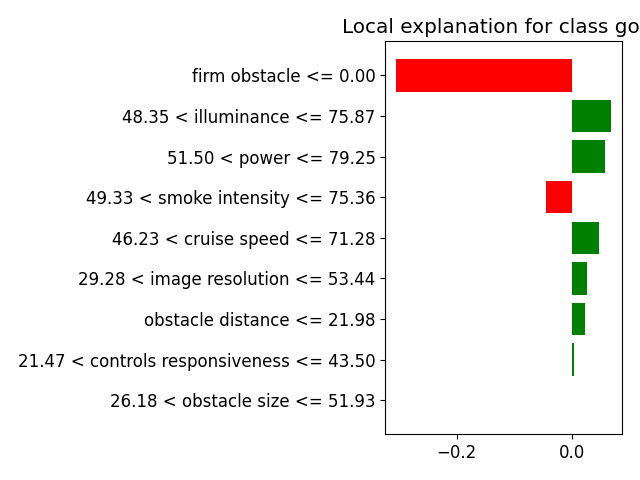 Local explanation for class go
firm obstacle <= 0.00
48.35 < illuminance <= 75.87
51.50 < power <= 79.25
49.33 < smoke intensity <= 75.36
46.23 < cruise speed <= 71.28
29.28 < image resolution <= 53.44
obstacle distance <= 21.98
21.47 < controls responsiveness <= 43.50
26.18 < obstacle size <= 51.93
−0.2 0.0